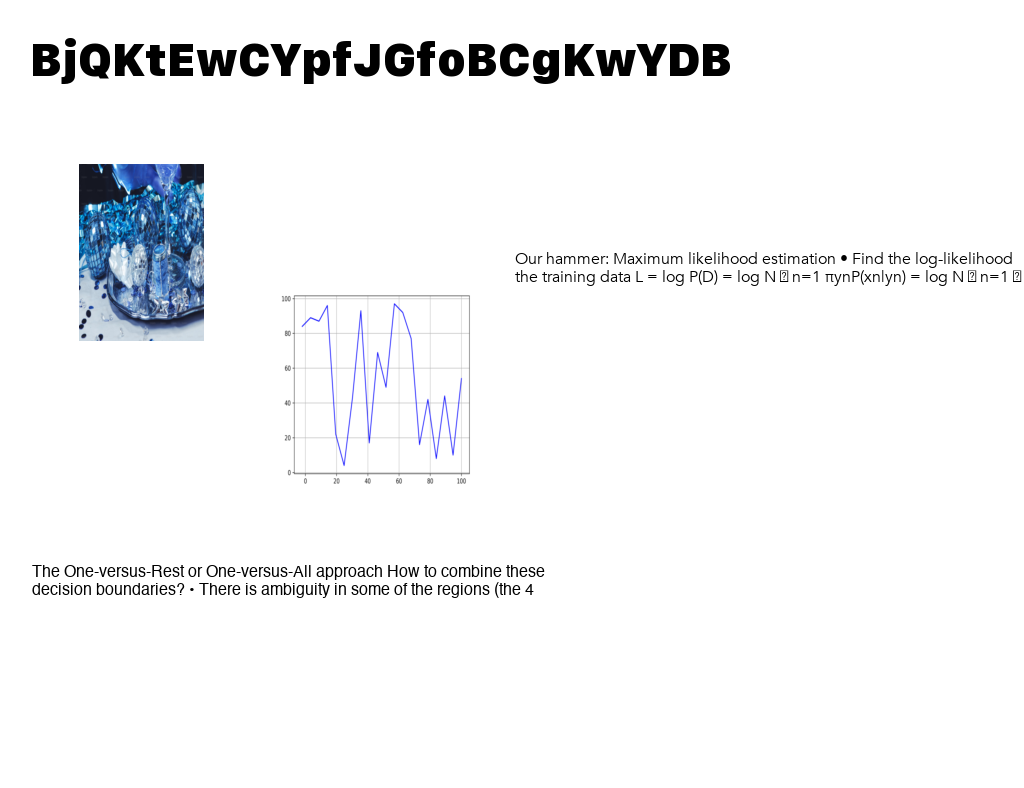 BjQKtEwCYpfJGfoBCgKwYDB
Our hammer: Maximum likelihood estimation • Find the log-likelihood
the training data L = log P(D) = log N ⍰ n=1 πynP(xnlyn) = log N ⍰ n=1 ⍰
100
80
60
40
20
0
0 20 40 60 80 100
The One-versus-Rest or One-versus-All approach How to combine these
decision boundaries? • There is ambiguity in some of the regions (the 4